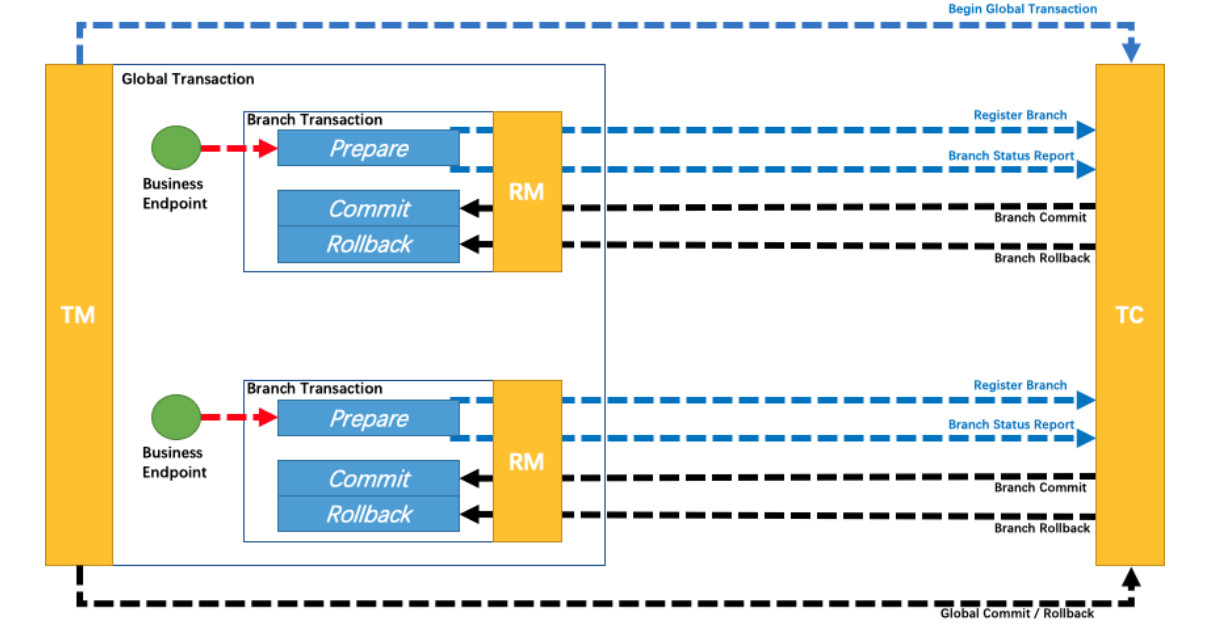 Begin Global Transaction
Global Transaction
Branch Transaction
Prepare
Commit
Rollback
RM
Business
Endpoint
Register Branch
Branch Status Report
Branch Commit
Branch Rollback
TM
TC
Branch Transaction
Prepare
Commit
Rollback
RM
Business
Endpoint
Register Branch
Branch Status Report
Branch Commit
Branch Rollback
Global Commit / Rollback